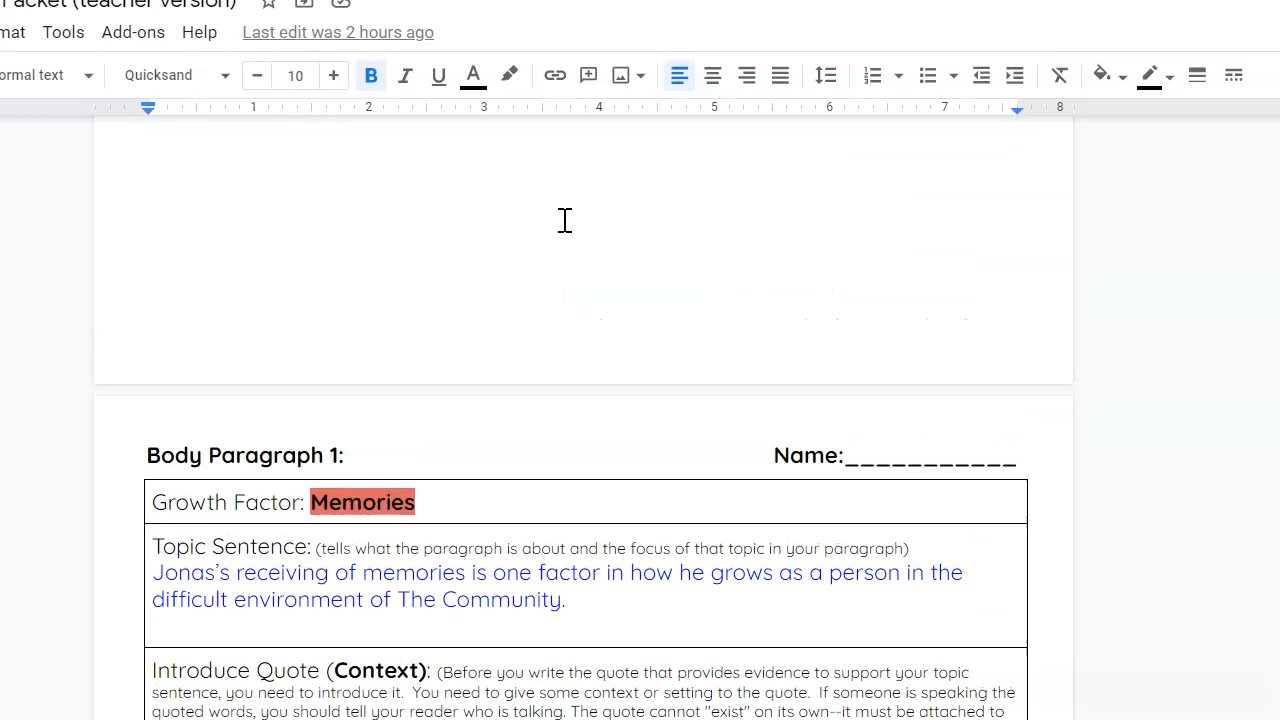 acket (teacher version)
mat Tools Add-ons Help Last edit was 2 hours ago
ormal text Quicksand − 10 + B I U A
1 2 3 4 5 6 7 8
Body Paragraph 1: Name:___________
Growth Factor: Memories
Topic Sentence: (tells what the paragraph is about and the focus of that topic in your paragraph)
Jonas’s receiving of memories is one factor in how he grows as a person in the
difficult environment of The Community.
Introduce Quote (Context): (Before you write the quote that provides evidence to support your topic
sentence, you need to introduce it. You need to give some context or setting to the quote. If someone is speaking the
quoted words, you should tell your reader who is talking. The quote cannot "exist" on its own--it must be attached to